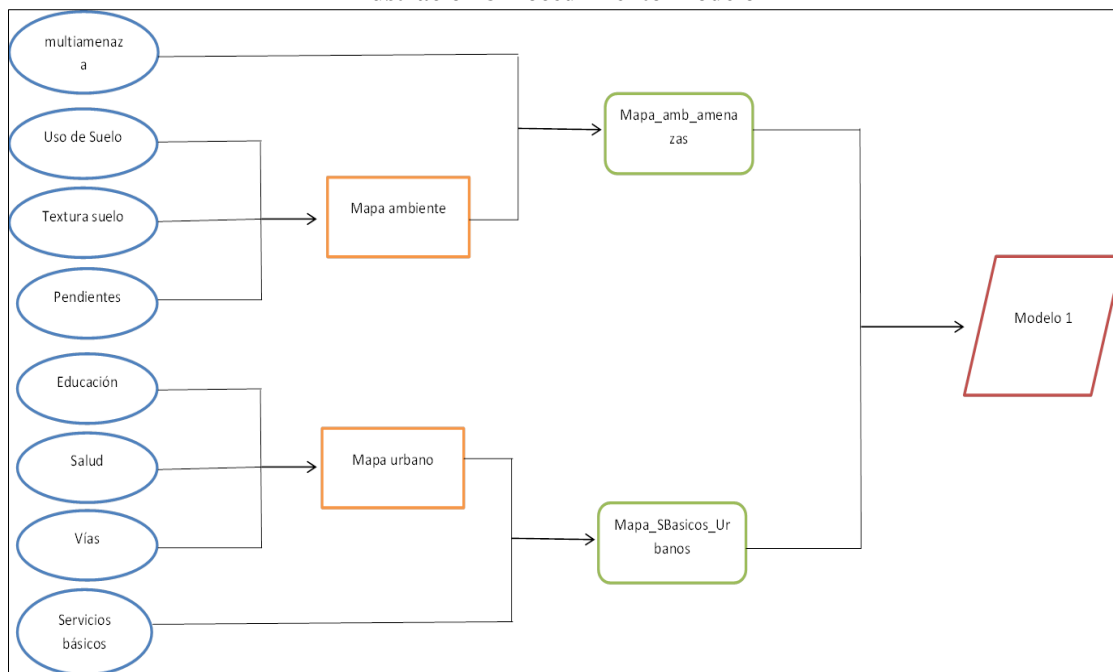 multiamenaz
a
Uso de Suelo
Textura suelo
Pendientes
Educación
Salud
Vías
Servicios
básicos
Mapa ambiente
Mapa urbano
Mapa_amb_amena
zas
Mapa_SBasicos_Ur
banos
Modelo 1